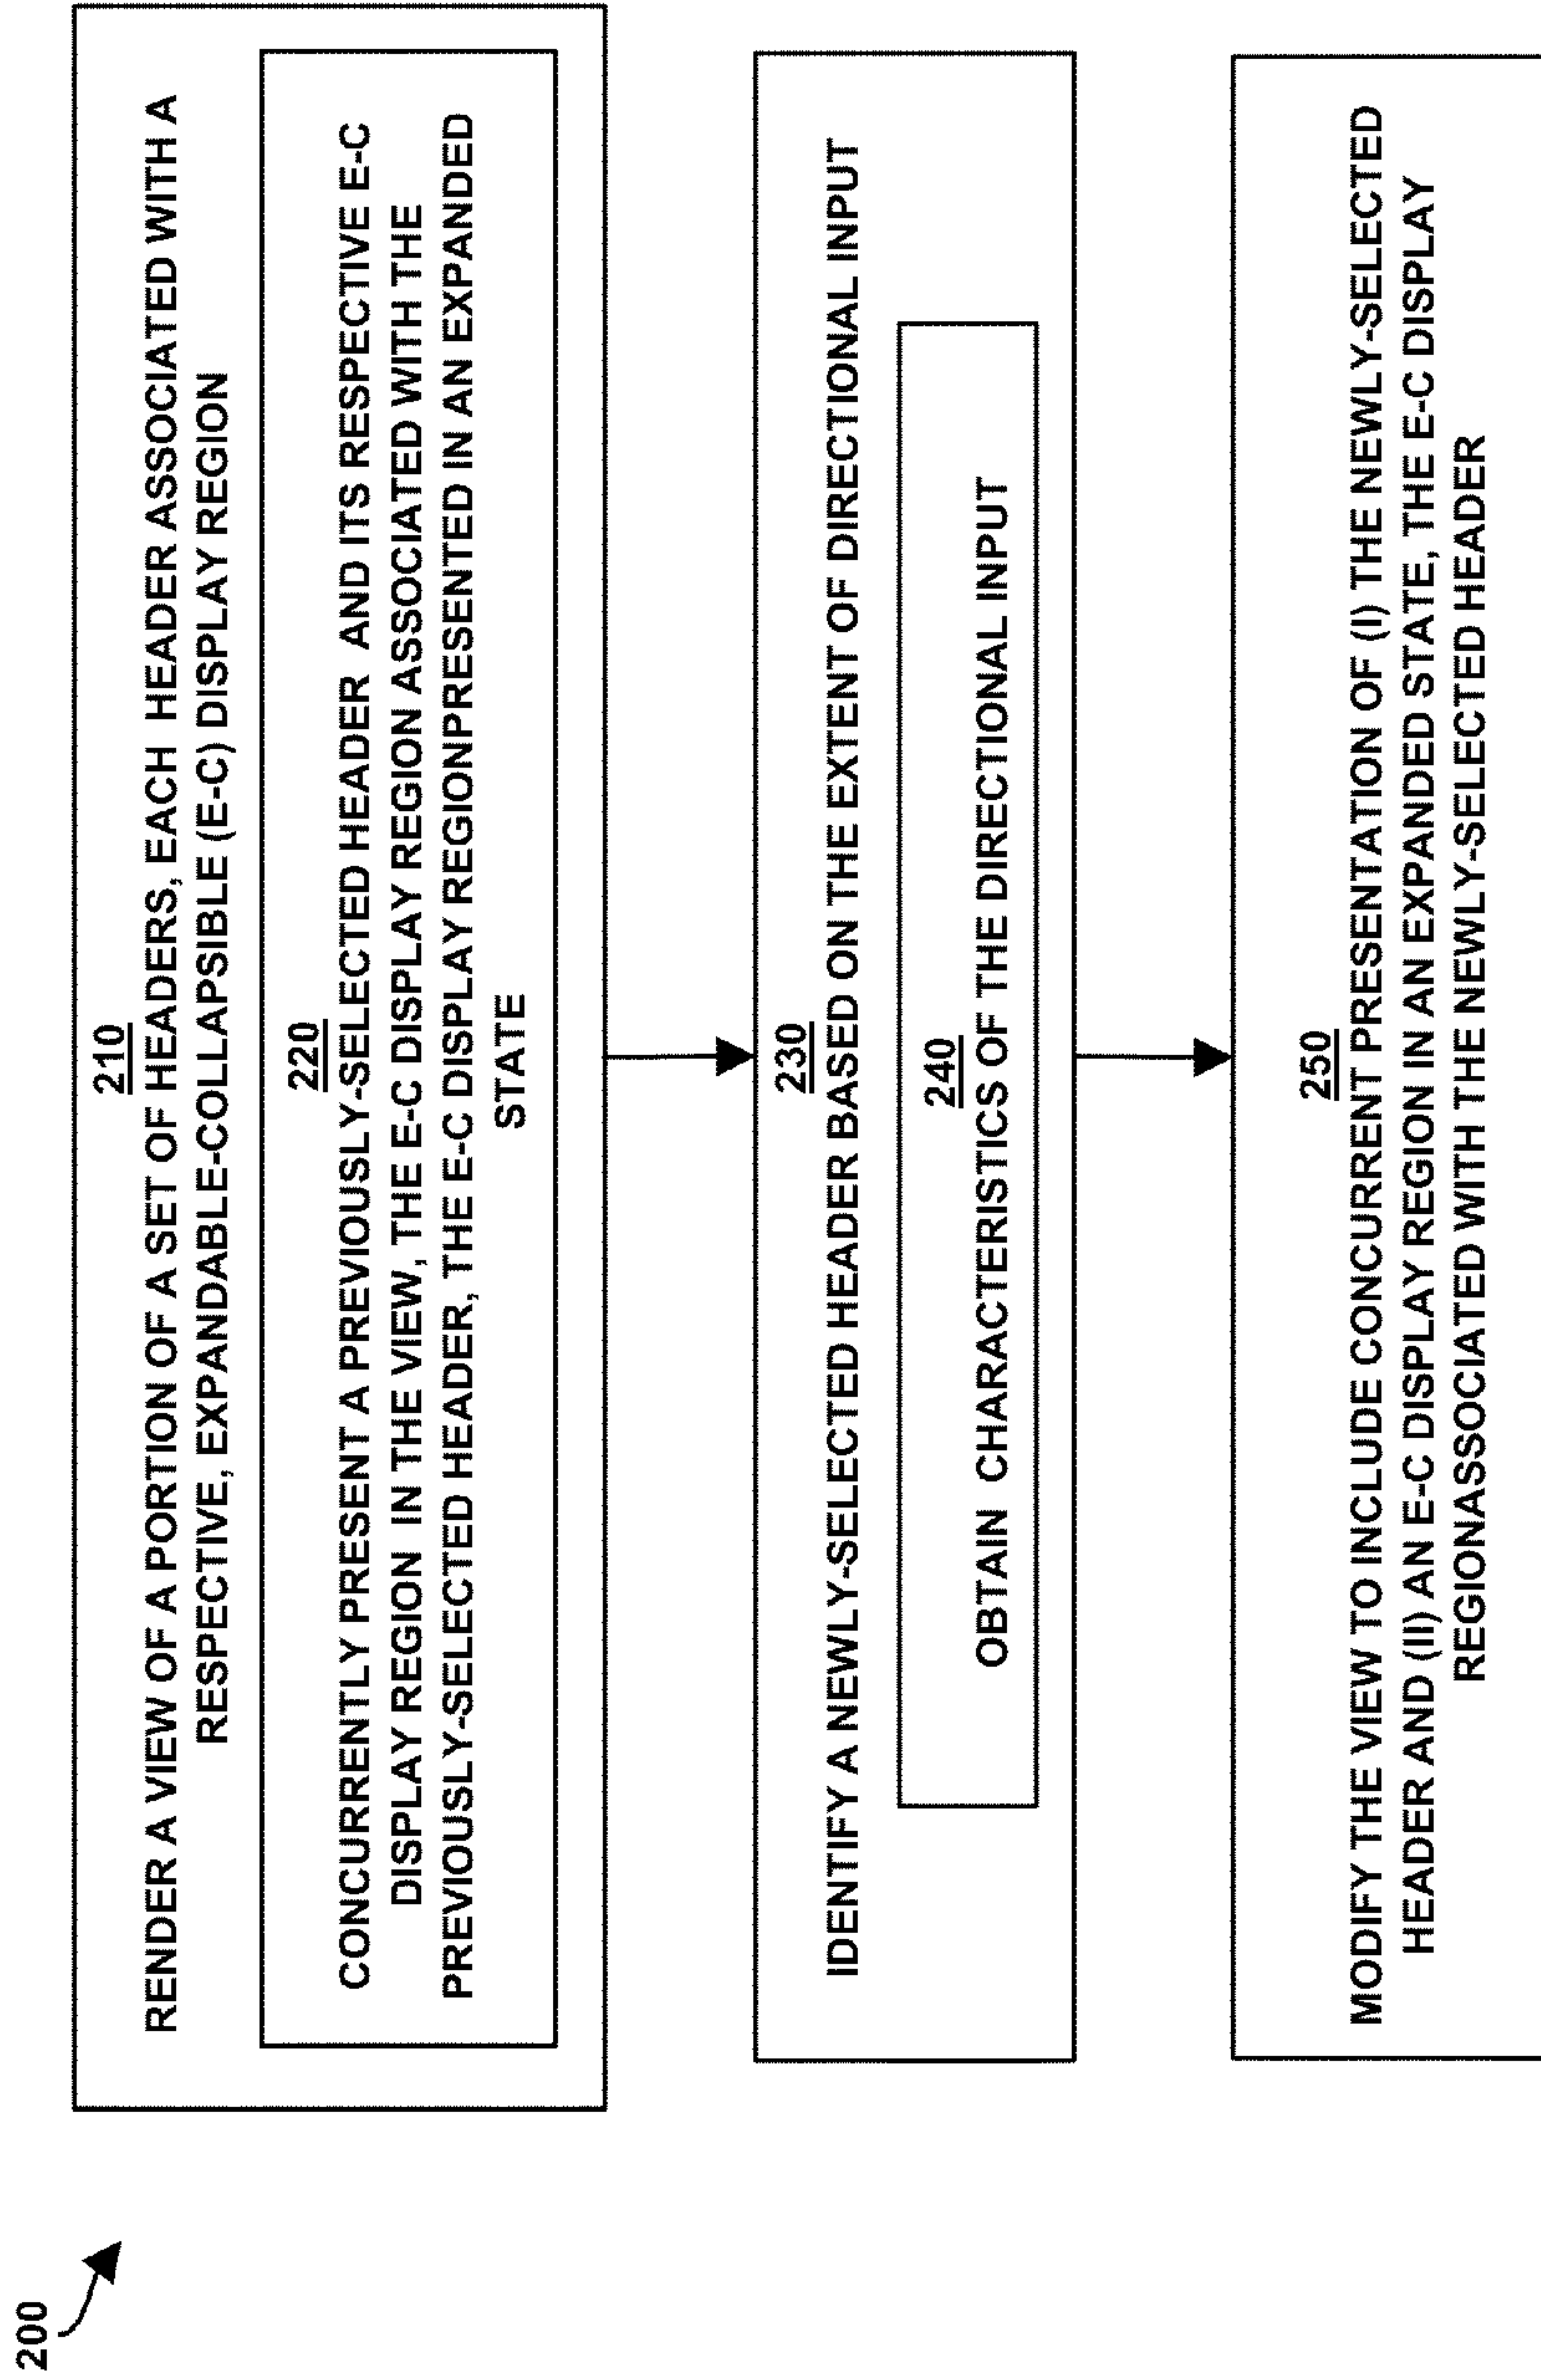 200
210
RENDER A VIEW OF A PORTION OF A SET OF HEADERS, EACH HEADER ASSOCIATED WITH A
RESPECTIVE, EXPANDABLE-COLLAPSIBLE (E-C) DISPLAY REGION
220
CONCURRENTLY PRESENT A PREVIOUSLY-SELECTED HEADER AND ITS RESPECTIVE E-C
DISPLAY REGION IN THE VIEW, THE E-C DISPLAY REGION ASSOCIATED WITH THE
PREVIOUSLY-SELECTED HEADER, THE E-C DISPLAY REGIONPRESENTED IN AN EXPANDED
STATE
230
IDENTIFY A NEWLY-SELECTED HEADER BASED ON THE EXTENT OF DIRECTIONAL INPUT
240
OBTAIN CHARACTERISTICS OF THE DIRECTIONAL INPUT
250
MODIFY THE VIEW TO INCLUDE CONCURRENT PRESENTATION OF (I) THE NEWLY-SELECTED
HEADER AND (II) AN E-C DISPLAY REGION IN AN EXPANDED STATE, THE E-C DISPLAY
REGIONASSOCIATED WITH THE NEWLY-SELECTED HEADER